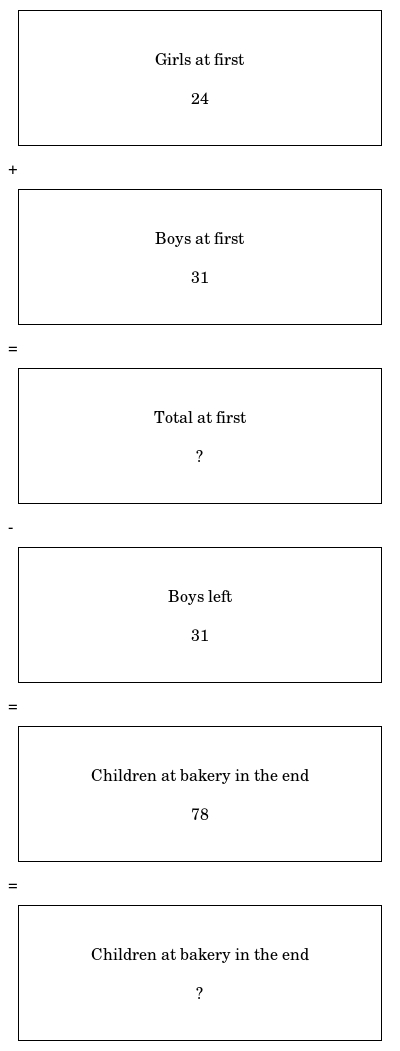 Girls at first
24
+
Boys at first
31
=
Total at first
?
-
Boys left
31
=
Children at bakery in the end
78
=
Children at bakery in the end
?